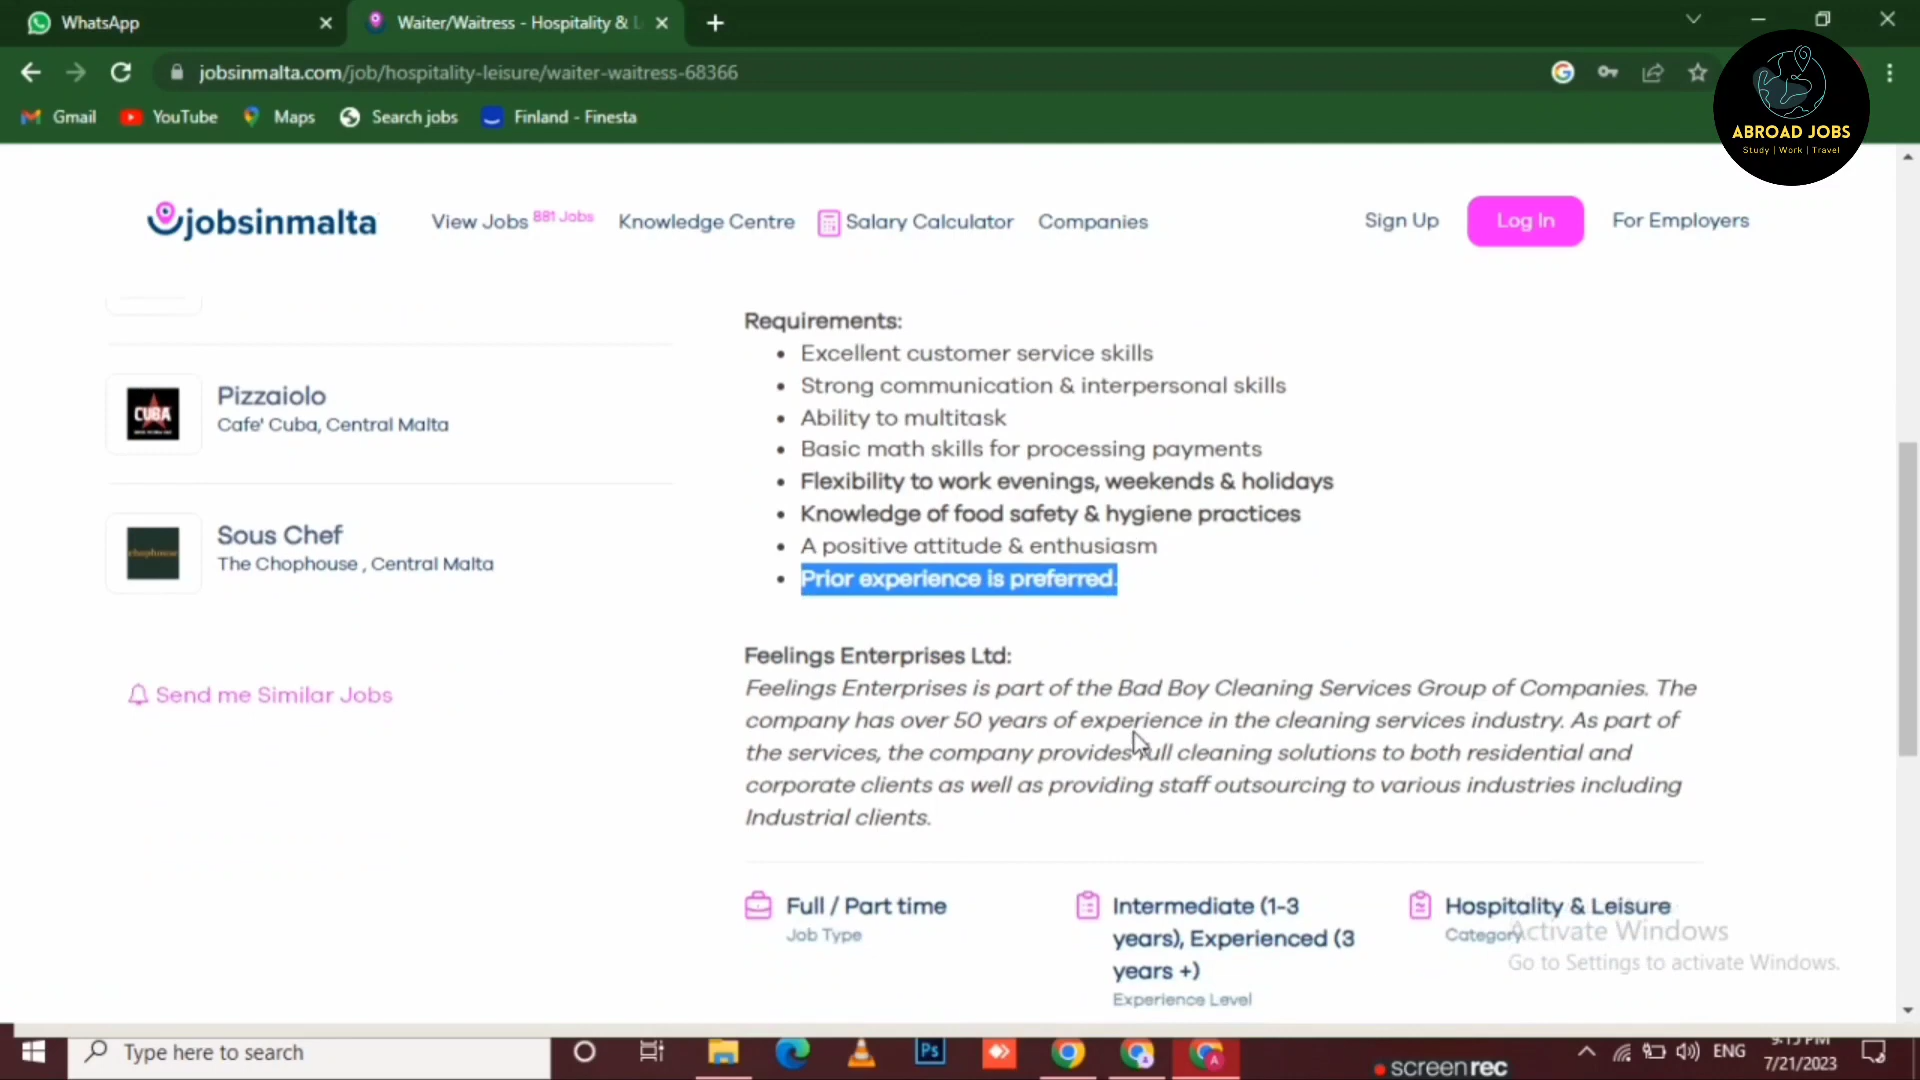 WhatsApp
Waiter/Waitress - Hospitality &
jobsinmalta.com/job/hospitality-leisure/waiter-waitress-68366
Gmail YouTube Maps Search jobs Finland - Finesta
ABROAD JOBS
Study | Work | Travel
jobsinmalta View Jobs 881 Jobs Knowledge Centre Salary Calculator Companies Sign Up Log In For Employers
CUBA
Pizzaiolo
Cafe' Cuba, Central Malta
chophouse
Sous Chef
The Chophouse , Central Malta
Send me Similar Jobs
Requirements:
• Excellent customer service skills
• Strong communication & interpersonal skills
• Ability to multitask
• Basic math skills for processing payments
• Flexibility to work evenings, weekends & holidays
• Knowledge of food safety & hygiene practices
• A positive attitude & enthusiasm
• Prior experience is preferred.
Feelings Enterprises Ltd:
Feelings Enterprises is part of the Bad Boy Cleaning Services Group of Companies. The
company has over 50 years of experience in the cleaning services industry. As part of
the services, the company provides full cleaning solutions to both residential and
corporate clients as well as providing staff outsourcing to various industries including
Industrial clients.
Full / Part time
Job Type
Intermediate (1-3
years), Experienced (3
years +)
Experience Level
Hospitality & Leisure
Category
Activate Windows
Go to Settings to activate Windows.
Type here to search
Ps
A
ENG
7/21/2023
screenrec